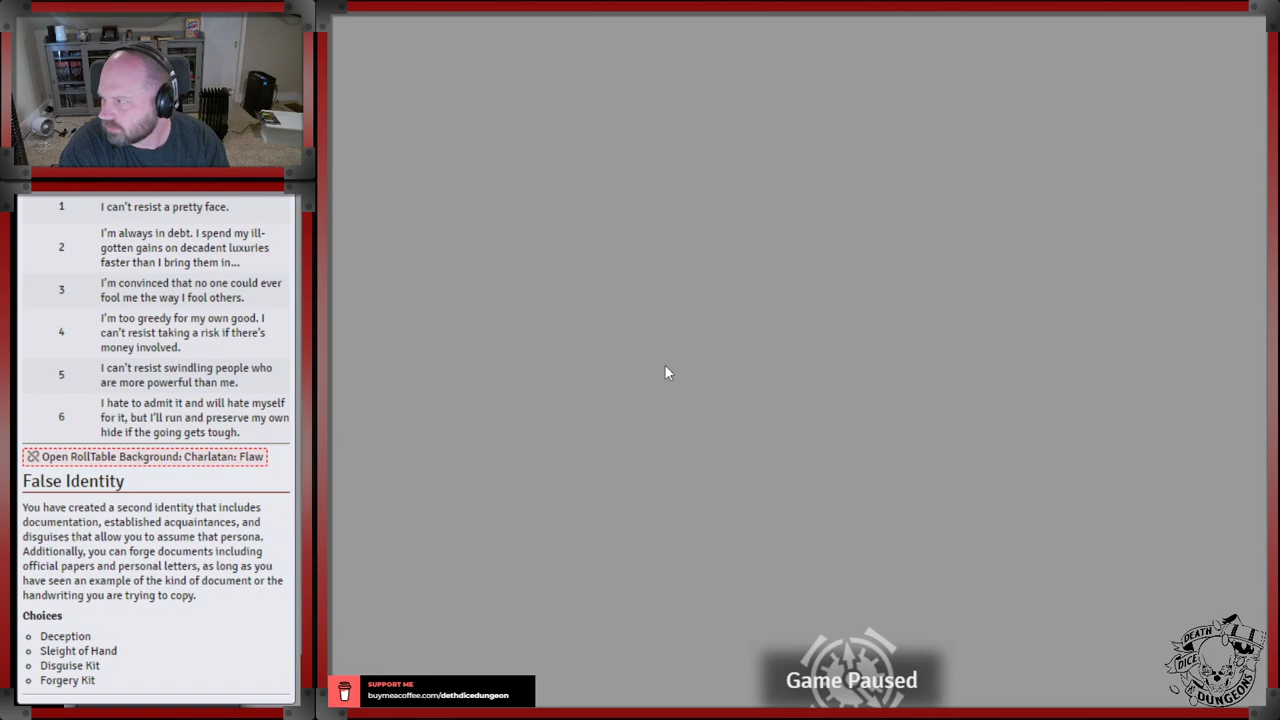 1 I can't resist a pretty face.
2 I'm always in debt. I spend my ill-
gotten gains on decadent luxuries
faster than I bring them in...
3 I'm convinced that no one could ever
fool me the way I fool others.
4 I'm too greedy for my own good. I
can't resist taking a risk if there's
money involved.
5 I can't resist swindling people who
are more powerful than me.
6 I hate to admit it and will hate myself
for it, but I'll run and preserve my own
hide if the going gets tough.
Open RollTable Background: Charlatan: Flaw
False Identity
You have created a second identity that includes
documentation, established acquaintances, and
disguises that allow you to assume that persona.
Additionally, you can forge documents including
official papers and personal letters, as long as you
have seen an example of the kind of document or the
handwriting you are trying to copy.
Choices
Deception
Sleight of Hand
Disguise Kit
Forgery Kit
SUPPORT ME
buymeacoffee.com/dethdicedungeon
Game Paused
DEATH
DICE
DUNGEONS